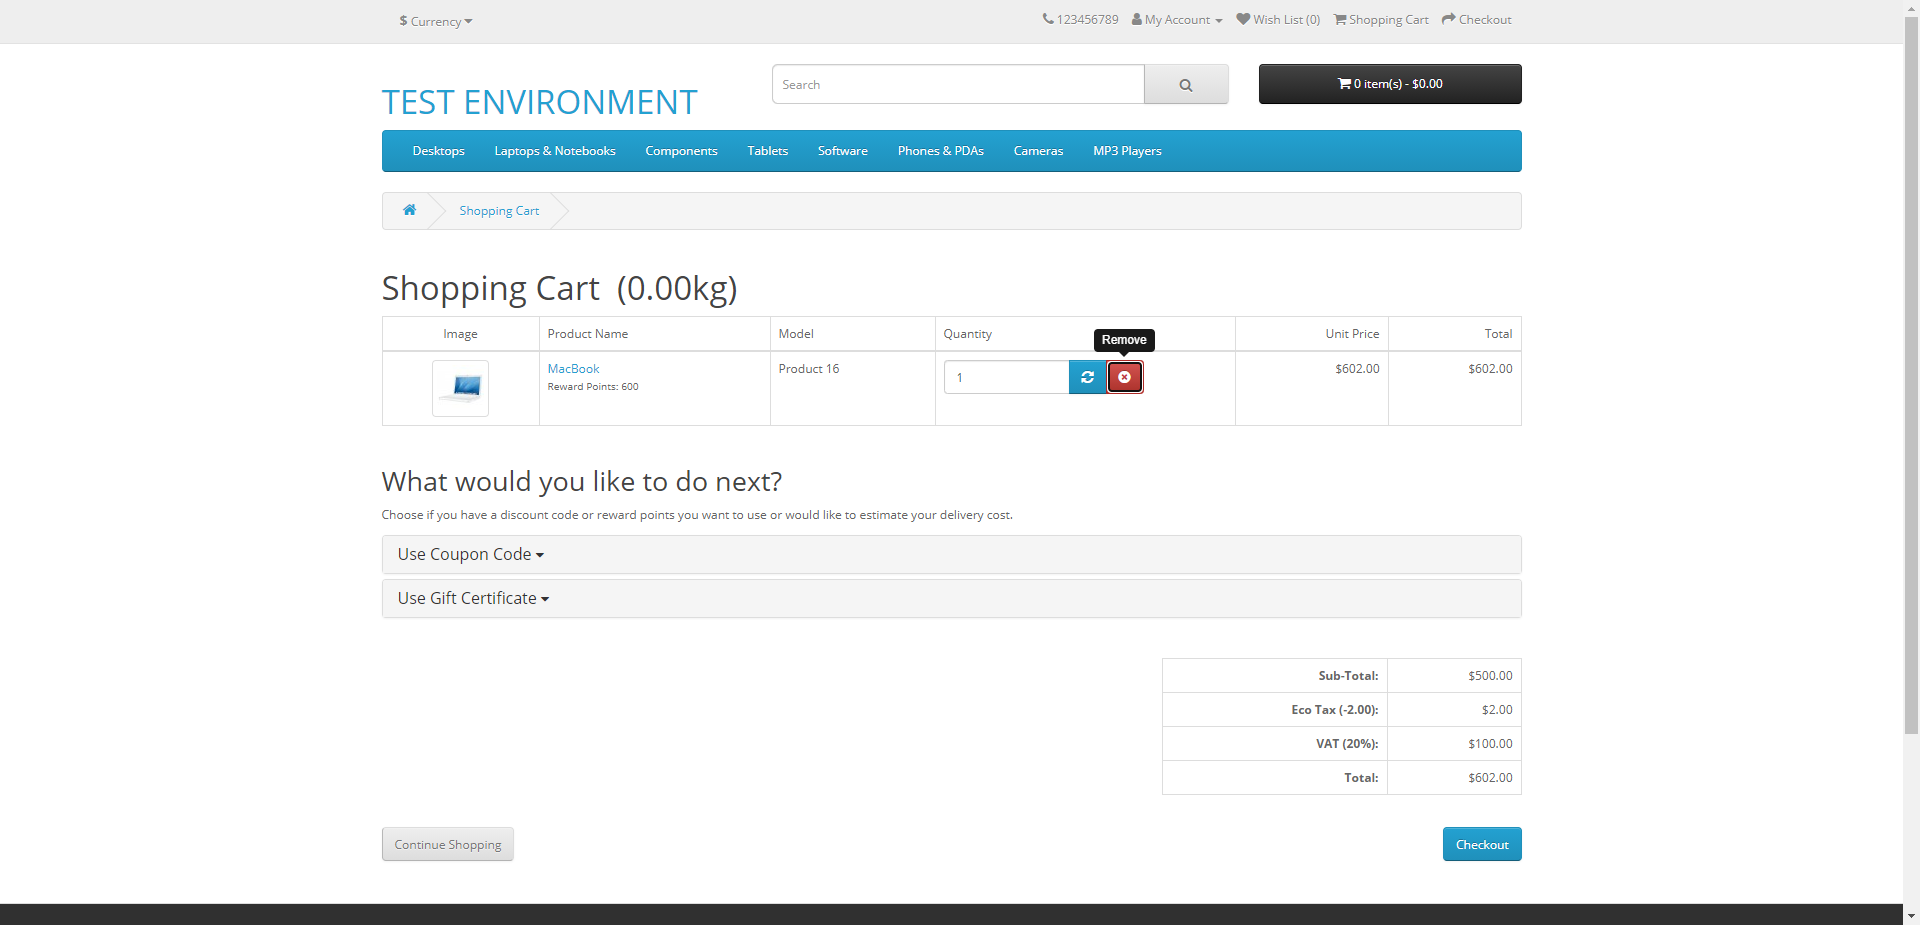 $ Currency
123456789 My Account Wish List (0) Shopping Cart Checkout
TEST ENVIRONMENT
Search
0 item(s) - $0.00
Desktops Laptops & Notebooks Components Tablets Software Phones & PDAs Cameras MP3 Players
Shopping Cart
Shopping Cart (0.00kg)
Image Product Name Model Quantity Unit Price Total
Remove
MacBook Product 16 1 $602.00 $602.00
Reward Points: 600
What would you like to do next?
Choose if you have a discount code or reward points you want to use or would like to estimate your delivery cost.
Use Coupon Code
Use Gift Certificate
Sub-Total: $500.00
Eco Tax (-2.00): $2.00
VAT (20%): $100.00
Total: $602.00
Continue Shopping
Checkout